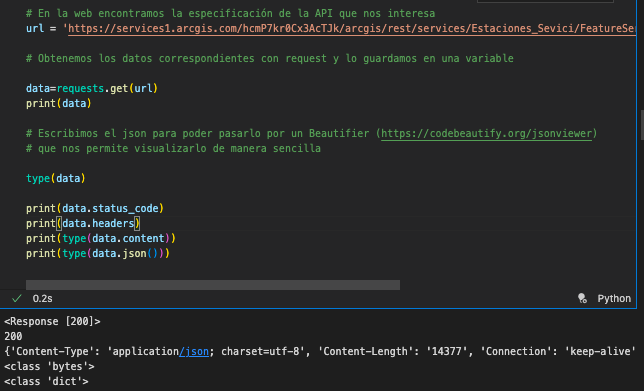 # En la web encontramos la especificación de la API que nos interesa
url = 'https://services1.arcgis.com/hcmP7kr0Cx3AcTJk/arcgis/rest/services/Estaciones_Sevici/FeatureSer
# Obtenemos los datos correspondientes con request y lo guardamos en una variable
data=requests.get(url)
print(data)
# Escribimos el json para poder pasarlo por un Beautifier (https://codebeautify.org/jsonviewer)
# que nos permite visualizarlo de manera sencilla
type(data)
print(data.status_code)
print(data.headers)
print(type(data.content))
print(type(data.json()))
0.2s
Python
<Response [200]>
200
{'Content-Type': 'application/json; charset=utf-8', 'Content-Length': '14377', 'Connection': 'keep-alive'
<class 'bytes'>
<class 'dict'>